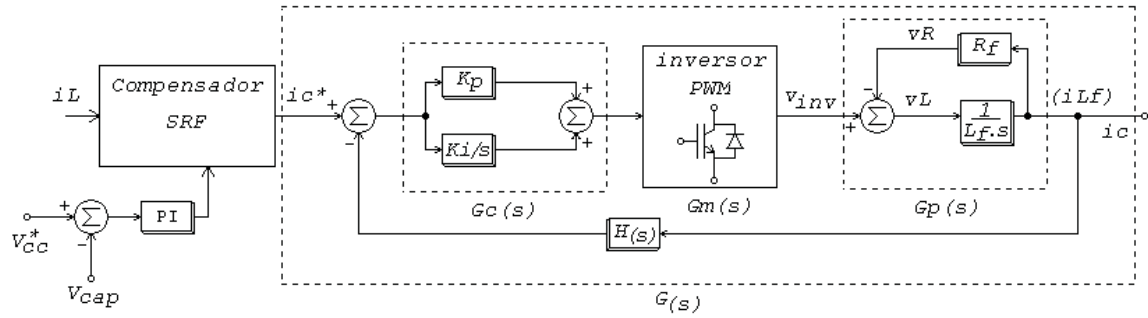 Compensador
SRF
iL
ic*
+
-
Σ
Kp
Ki/s
+
+
Σ
Gc(s)
inversor
PWM
Gm(s)
vinv
+
-
Σ
vR
Rf
vL
1
Lf.s
(iLf)
ic
Gp(s)
H(s)
G(s)
Vcc*
+
-
Σ
PI
Vcap